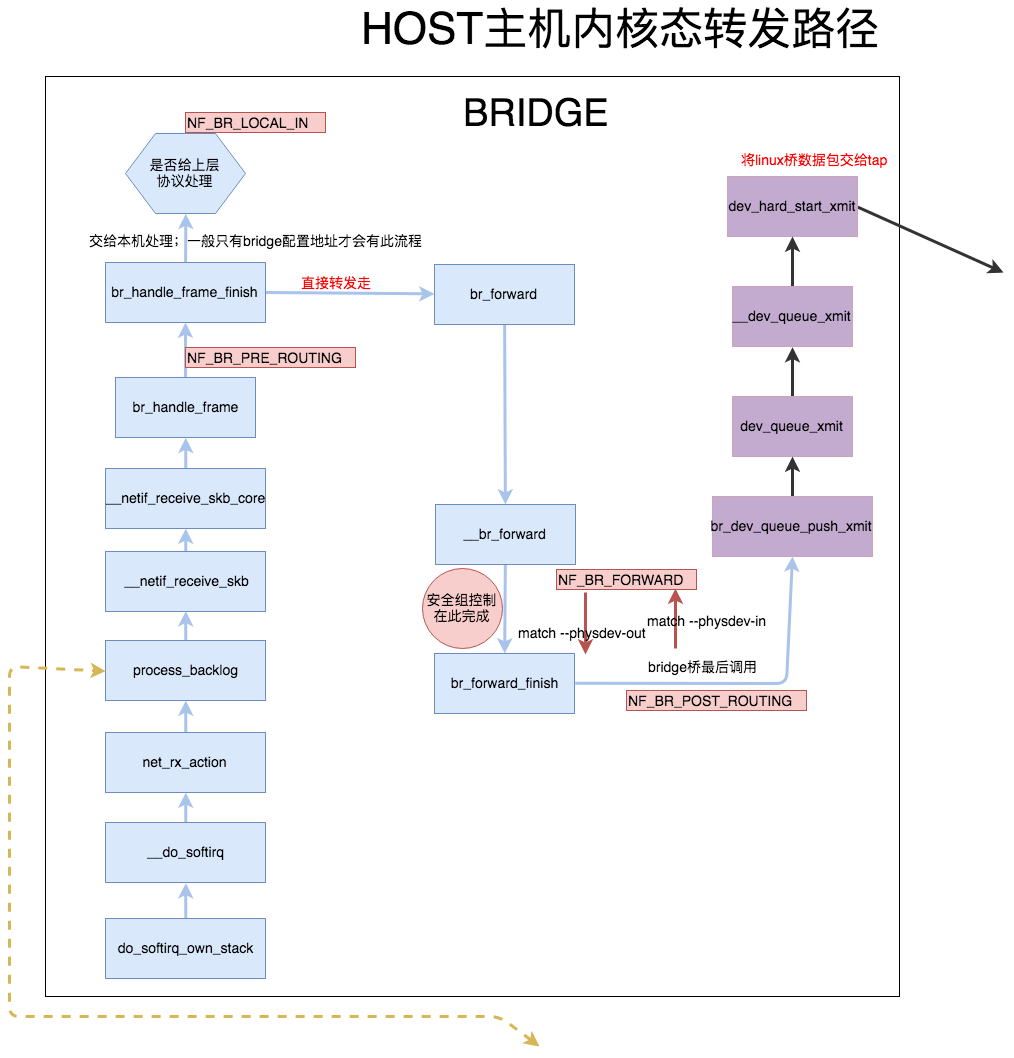 HOST主机内核态转发路径
BRIDGE
NF_BR_LOCAL_IN
是否给上层
协议处理
交给本机处理；一般只有bridge配置地址才会有此流程
br_handle_frame_finish
直接转发走
br_forward
NF_BR_PRE_ROUTING
br_handle_frame
__netif_receive_skb_core
__netif_receive_skb
process_backlog
net_rx_action
__do_softirq
do_softirq_own_stack
__br_forward
安全组控制
在此完成
NF_BR_FORWARD
match --physdev-out
match --physdev-in
br_forward_finish
bridge桥最后调用
NF_BR_POST_ROUTING
将linux桥数据包交给tap
dev_hard_start_xmit
__dev_queue_xmit
dev_queue_xmit
br_dev_queue_push_xmit